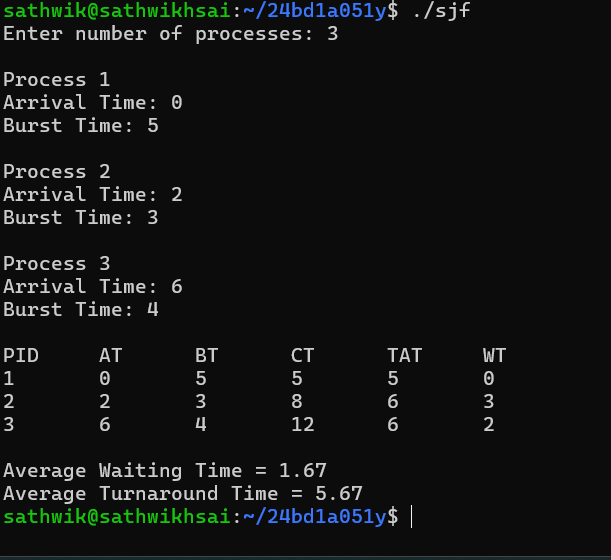 sathwik@sathwikhsai:~/24bd1a051y$ ./sjf
Enter number of processes: 3
Process 1
Arrival Time: 0
Burst Time: 5
Process 2
Arrival Time: 2
Burst Time: 3
Process 3
Arrival Time: 6
Burst Time: 4
PID AT BT CT TAT WT
1 0 5 5 5 0
2 2 3 8 6 3
3 6 4 12 6 2
Average Waiting Time = 1.67
Average Turnaround Time = 5.67
sathwik@sathwikhsai:~/24bd1a051y$